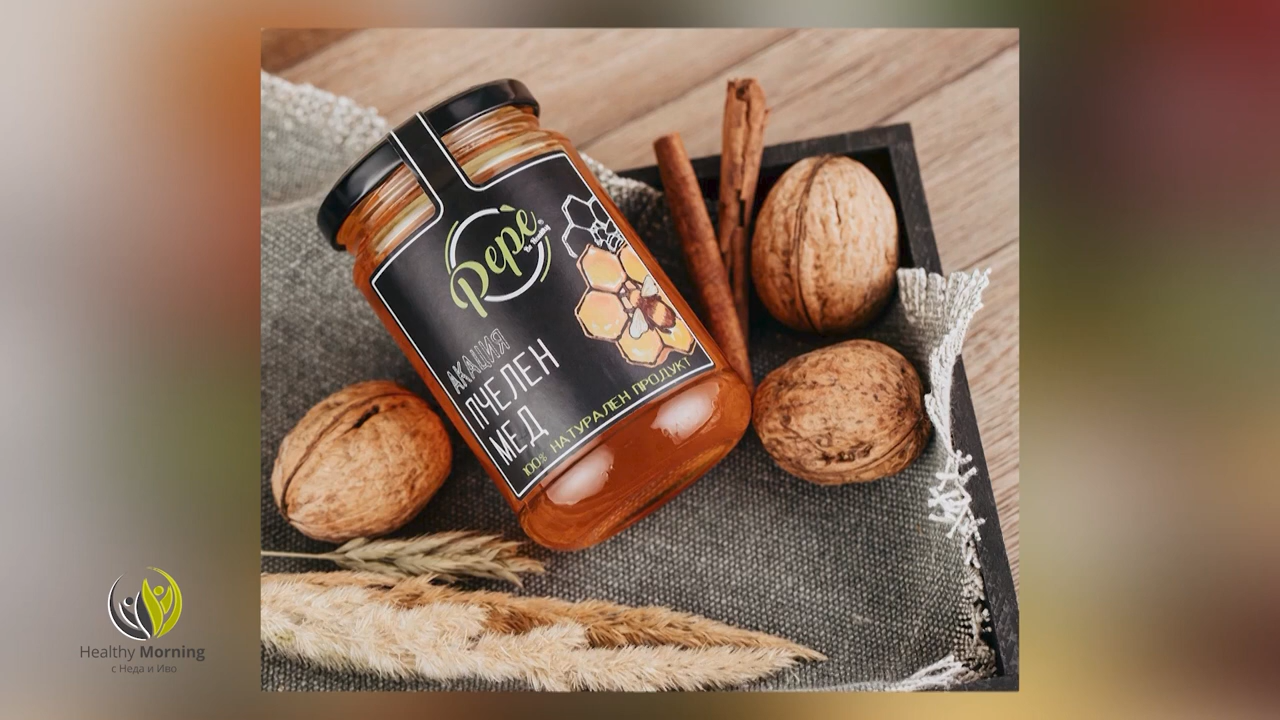 Pepè
АКАЦИЯ
ПЧЕЛЕН
МЕД
100% НАТУРАЛЕН ПРОДУКТ
Healthy Morning
с Неда и Иво